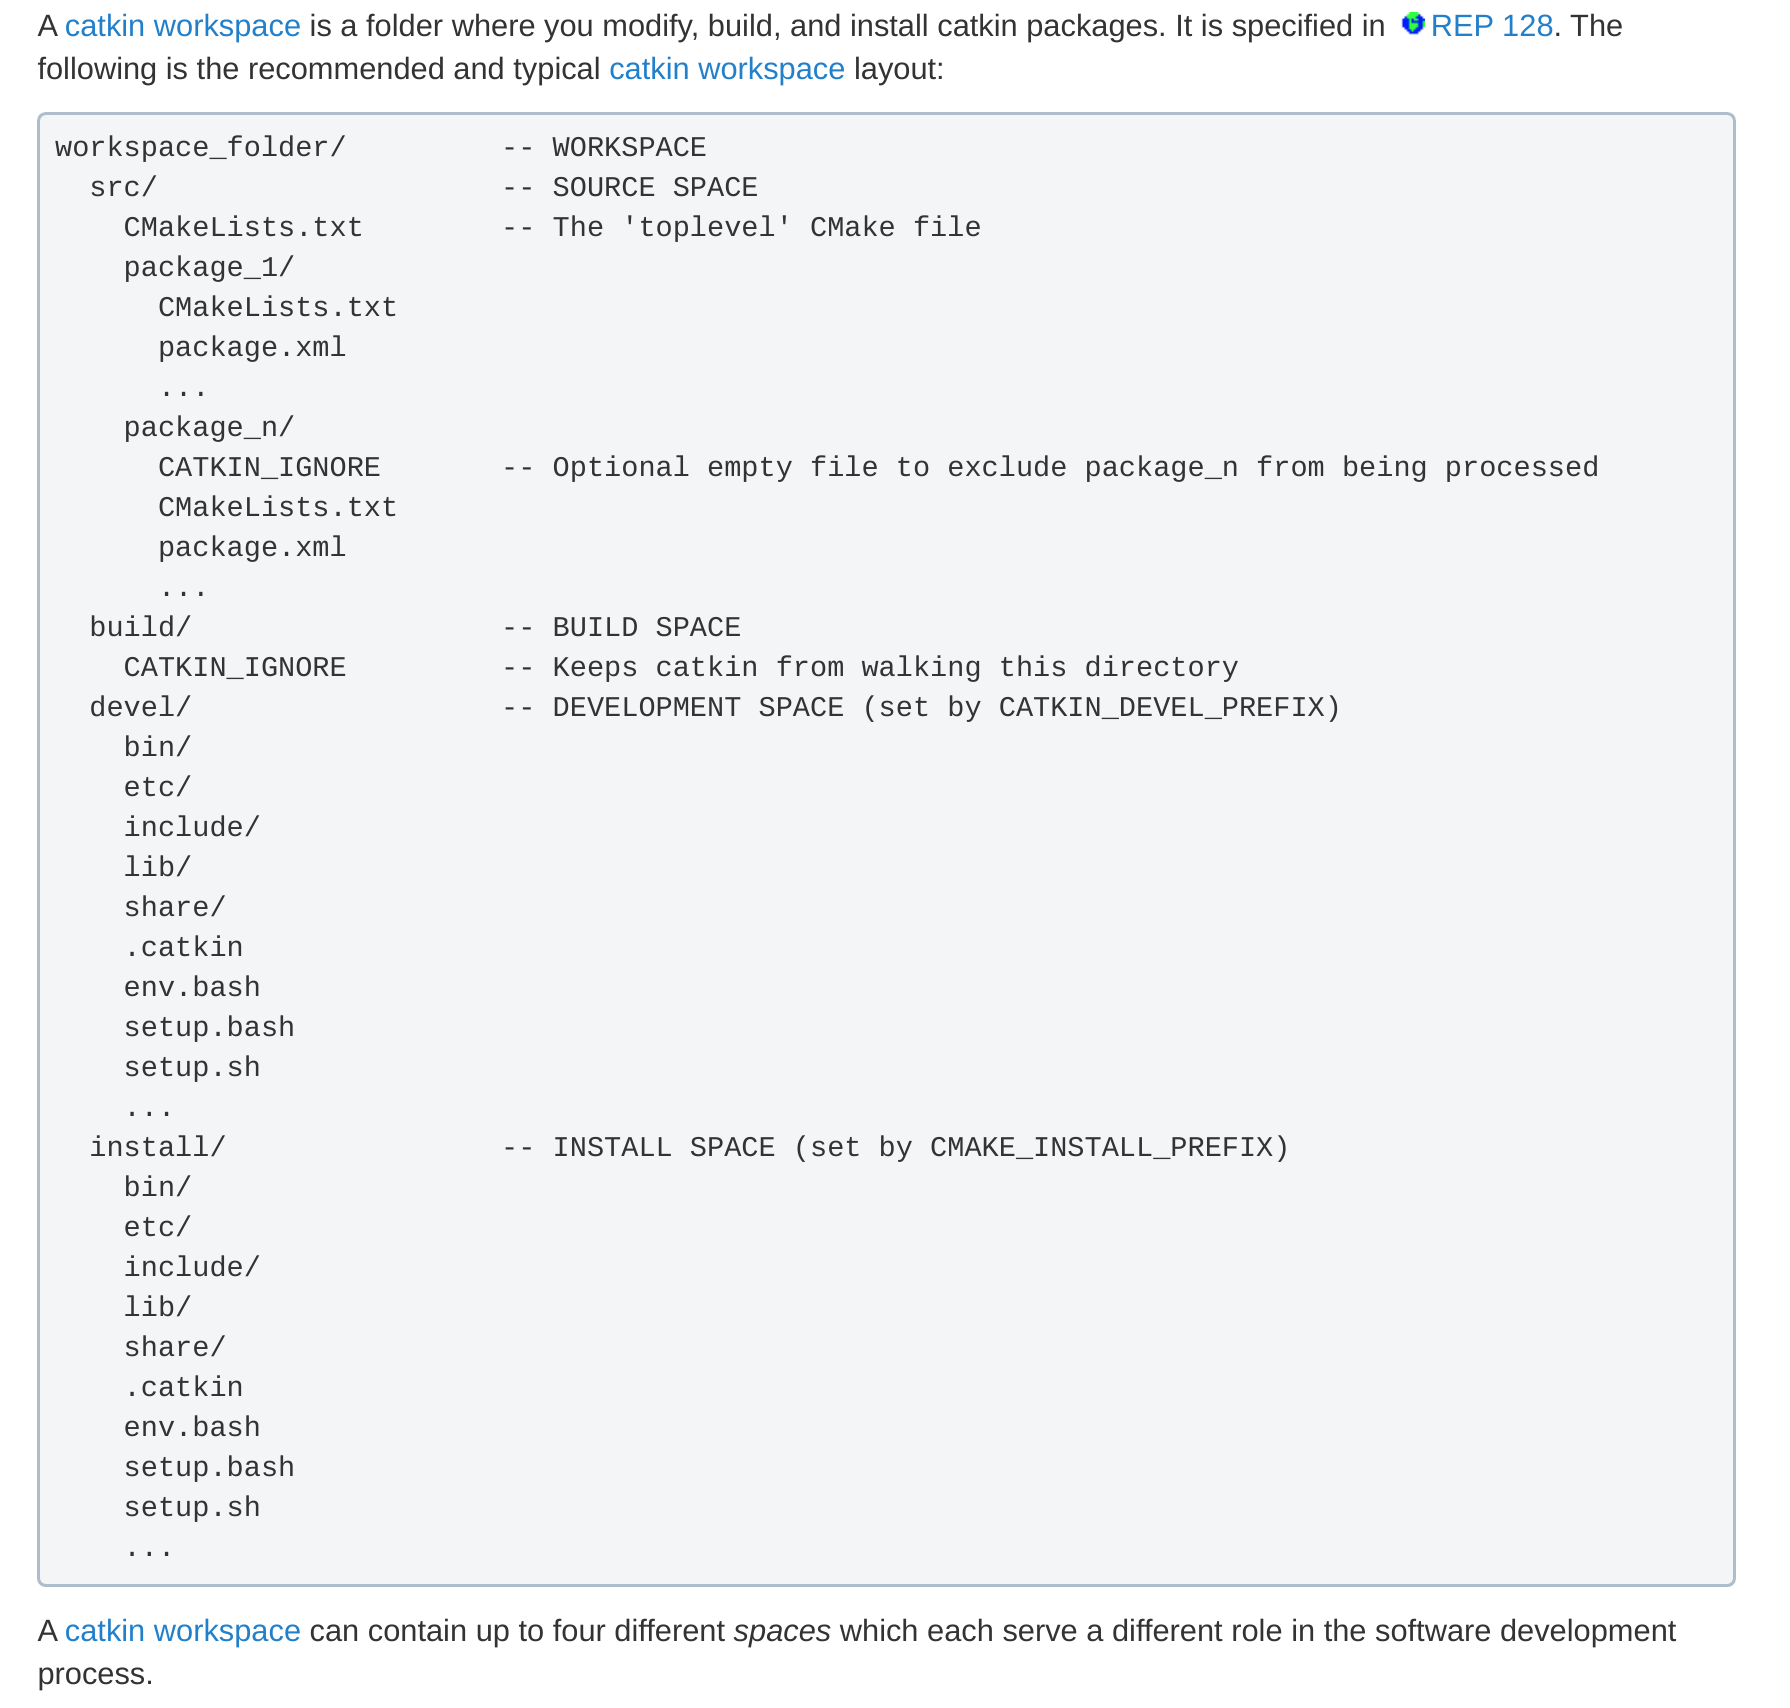 A catkin workspace is a folder where you modify, build, and install catkin packages. It is specified in REP 128. The
following is the recommended and typical catkin workspace layout:
workspace_folder/         -- WORKSPACE
  src/                    -- SOURCE SPACE
    CMakeLists.txt        -- The 'toplevel' CMake file
    package_1/
      CMakeLists.txt
      package.xml
      ...
    package_n/
      CATKIN_IGNORE       -- Optional empty file to exclude package_n from being processed
      CMakeLists.txt
      package.xml
      ...
  build/                  -- BUILD SPACE
    CATKIN_IGNORE         -- Keeps catkin from walking this directory
  devel/                  -- DEVELOPMENT SPACE (set by CATKIN_DEVEL_PREFIX)
    bin/
    etc/
    include/
    lib/
    share/
    .catkin
    env.bash
    setup.bash
    setup.sh
    ...
  install/                -- INSTALL SPACE (set by CMAKE_INSTALL_PREFIX)
    bin/
    etc/
    include/
    lib/
    share/
    .catkin
    env.bash
    setup.bash
    setup.sh
    ...
A catkin workspace can contain up to four different spaces which each serve a different role in the software development
process.